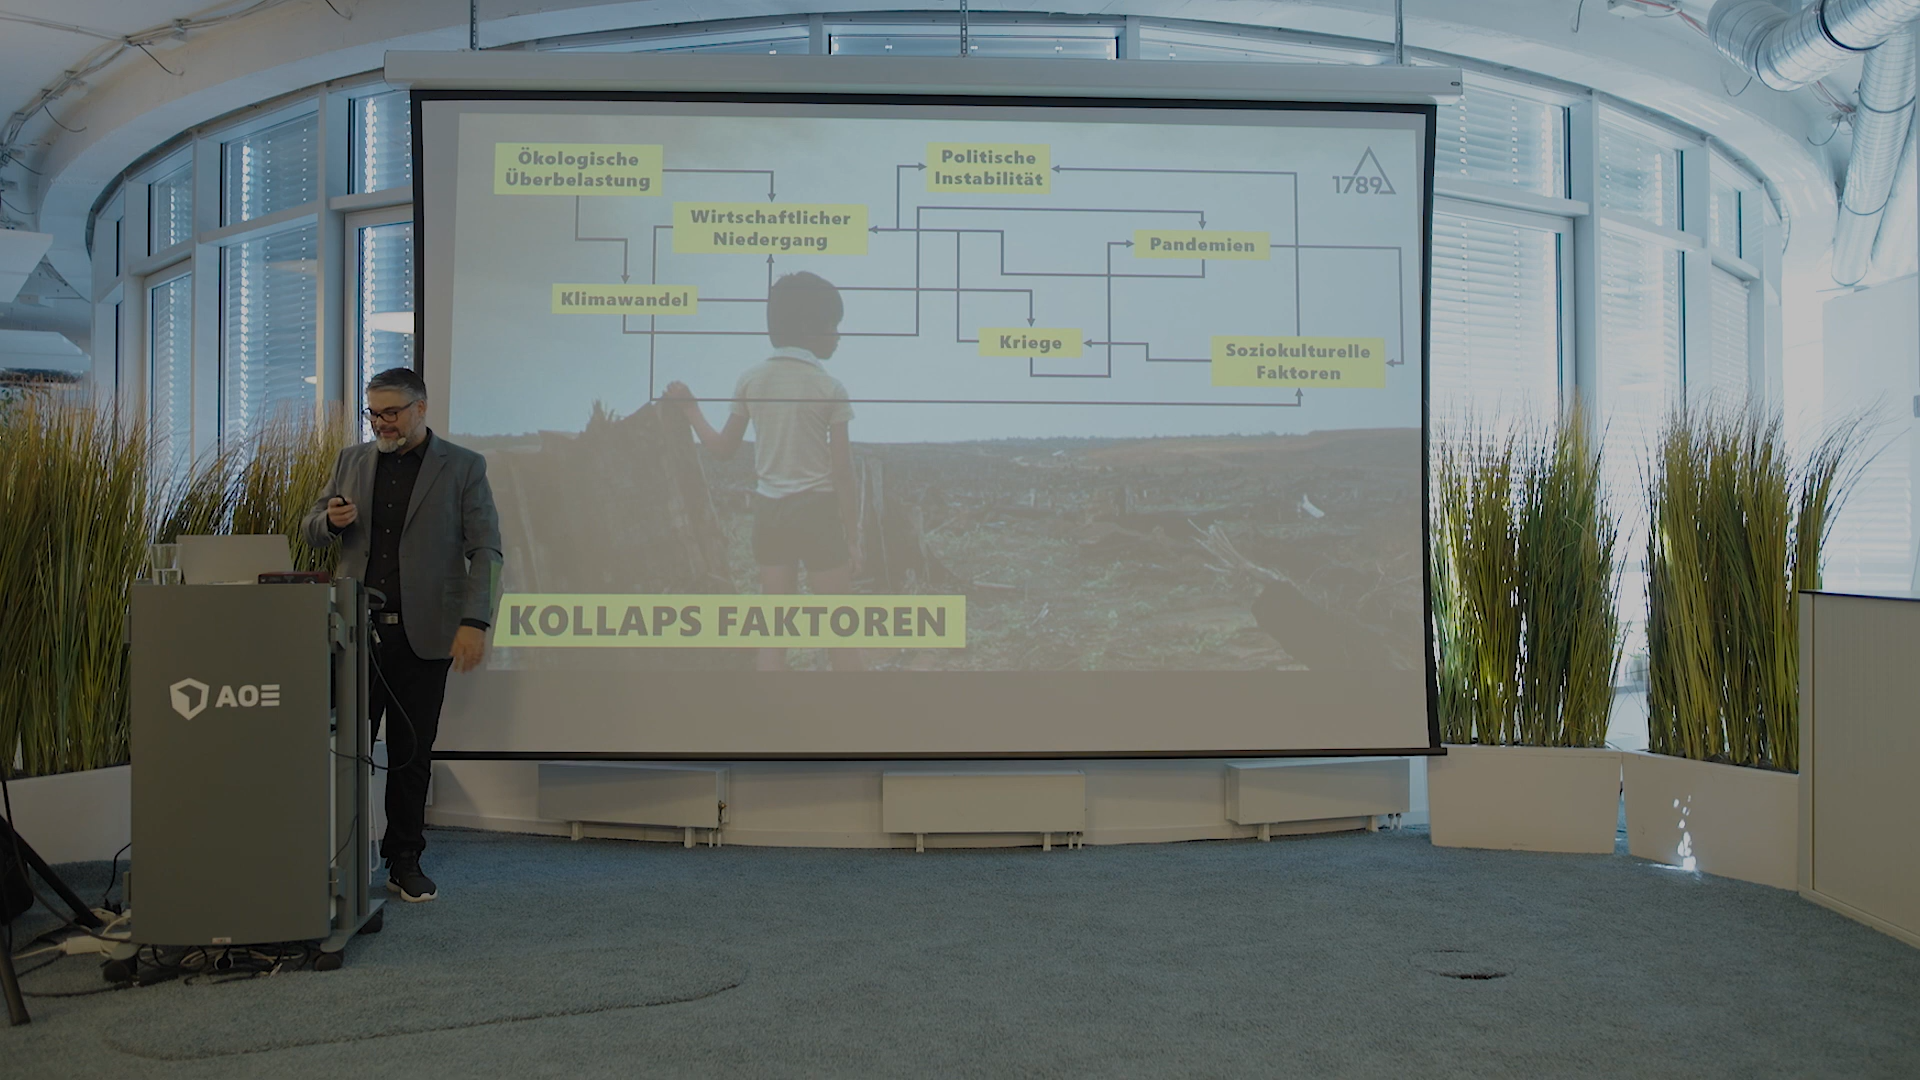 Ökologische
Überbelastung
Politische
Instabilität
1789
Wirtschaftlicher
Niedergang
Pandemien
Klimawandel
Kriege
Soziokulturelle
Faktoren
KOLLAPS FAKTOREN
AOE